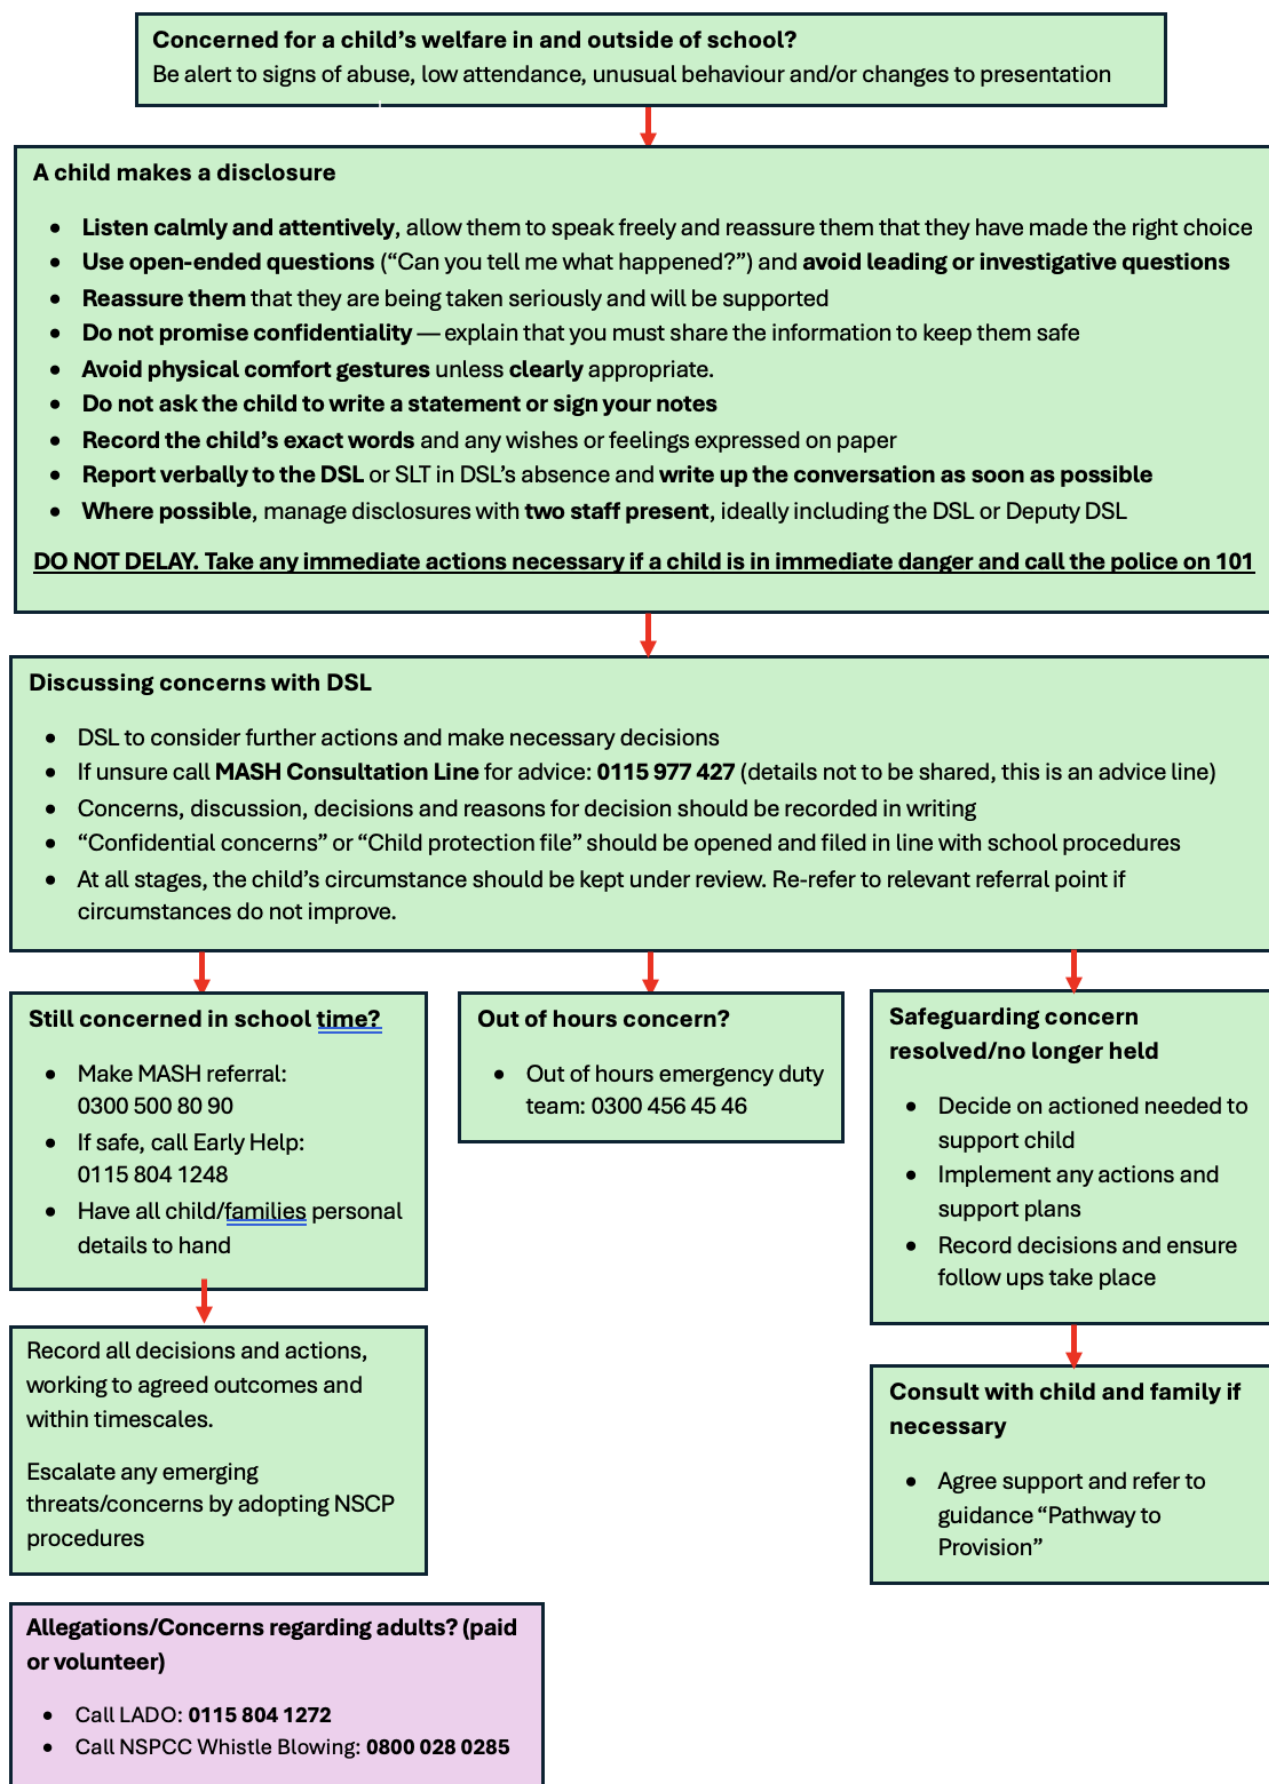 Concerned for a child's welfare in and outside of school?
Be alert to signs of abuse, low attendance, unusual behaviour and/or changes to presentation
A child makes a disclosure
• Listen calmly and attentively, allow them to speak freely and reassure them that they have made the right choice
• Use open-ended questions (“Can you tell me what happened?”) and avoid leading or investigative questions
• Reassure them that they are being taken seriously and will be supported
• Do not promise confidentiality — explain that you must share the information to keep them safe
• Avoid physical comfort gestures unless clearly appropriate.
• Do not ask the child to write a statement or sign your notes
• Record the child's exact words and any wishes or feelings expressed on paper
• Report verbally to the DSL or SLT in DSL's absence and write up the conversation as soon as possible
• Where possible, manage disclosures with two staff present, ideally including the DSL or Deputy DSL
DO NOT DELAY. Take any immediate actions necessary if a child is in immediate danger and call the police on 101
Discussing concerns with DSL
• DSL to consider further actions and make necessary decisions
• If unsure call MASH Consultation Line for advice: 0115 977 427 (details not to be shared, this is an advice line)
• Concerns, discussion, decisions and reasons for decision should be recorded in writing
• “Confidential concerns” or “Child protection file” should be opened and filed in line with school procedures
• At all stages, the child's circumstance should be kept under review. Re-refer to relevant referral point if
circumstances do not improve.
Still concerned in school time?
• Make MASH referral:
0300 500 80 90
• If safe, call Early Help:
0115 804 1248
• Have all child/families personal
details to hand
Record all decisions and actions,
working to agreed outcomes and
within timescales.
Escalate any emerging
threats/concerns by adopting NSCP
procedures
Out of hours concern?
• Out of hours emergency duty
team: 0300 456 45 46
Safeguarding concern
resolved/no longer held
• Decide on actioned needed to
support child
• Implement any actions and
support plans
• Record decisions and ensure
follow ups take place
Consult with child and family if
necessary
• Agree support and refer to
guidance “Pathway to
Provision”
Allegations/Concerns regarding adults? (paid
or volunteer)
• Call LADO: 0115 804 1272
• Call NSPCC Whistle Blowing: 0800 028 0285